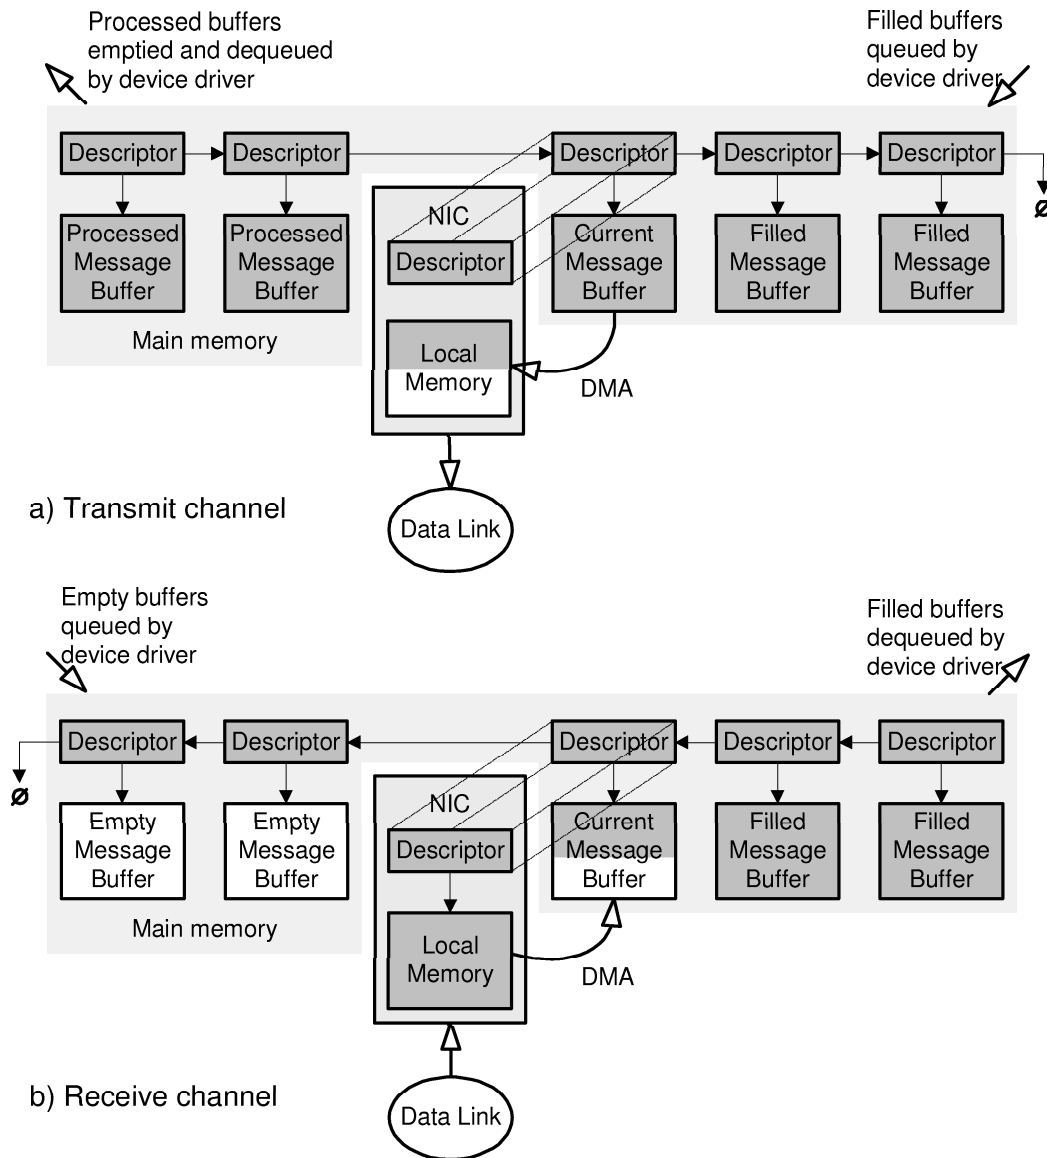 Processed buffers
emptied and dequeued
by device driver
Filled buffers
queued by
device driver
Descriptor
Descriptor
Descriptor
Descriptor
Descriptor
ø
NIC
Descriptor
Processed
Message
Buffer
Processed
Message
Buffer
Current
Message
Buffer
Filled
Message
Buffer
Filled
Message
Buffer
Main memory
Local
Memory
DMA
a) Transmit channel
Data Link
Empty buffers
queued by
device driver
Filled buffers
dequeued by
device driver
Descriptor
Descriptor
Descriptor
Descriptor
Descriptor
ø
NIC
Descriptor
Empty
Message
Buffer
Empty
Message
Buffer
Current
Message
Buffer
Filled
Message
Buffer
Filled
Message
Buffer
Main memory
Local
Memory
DMA
b) Receive channel
Data Link